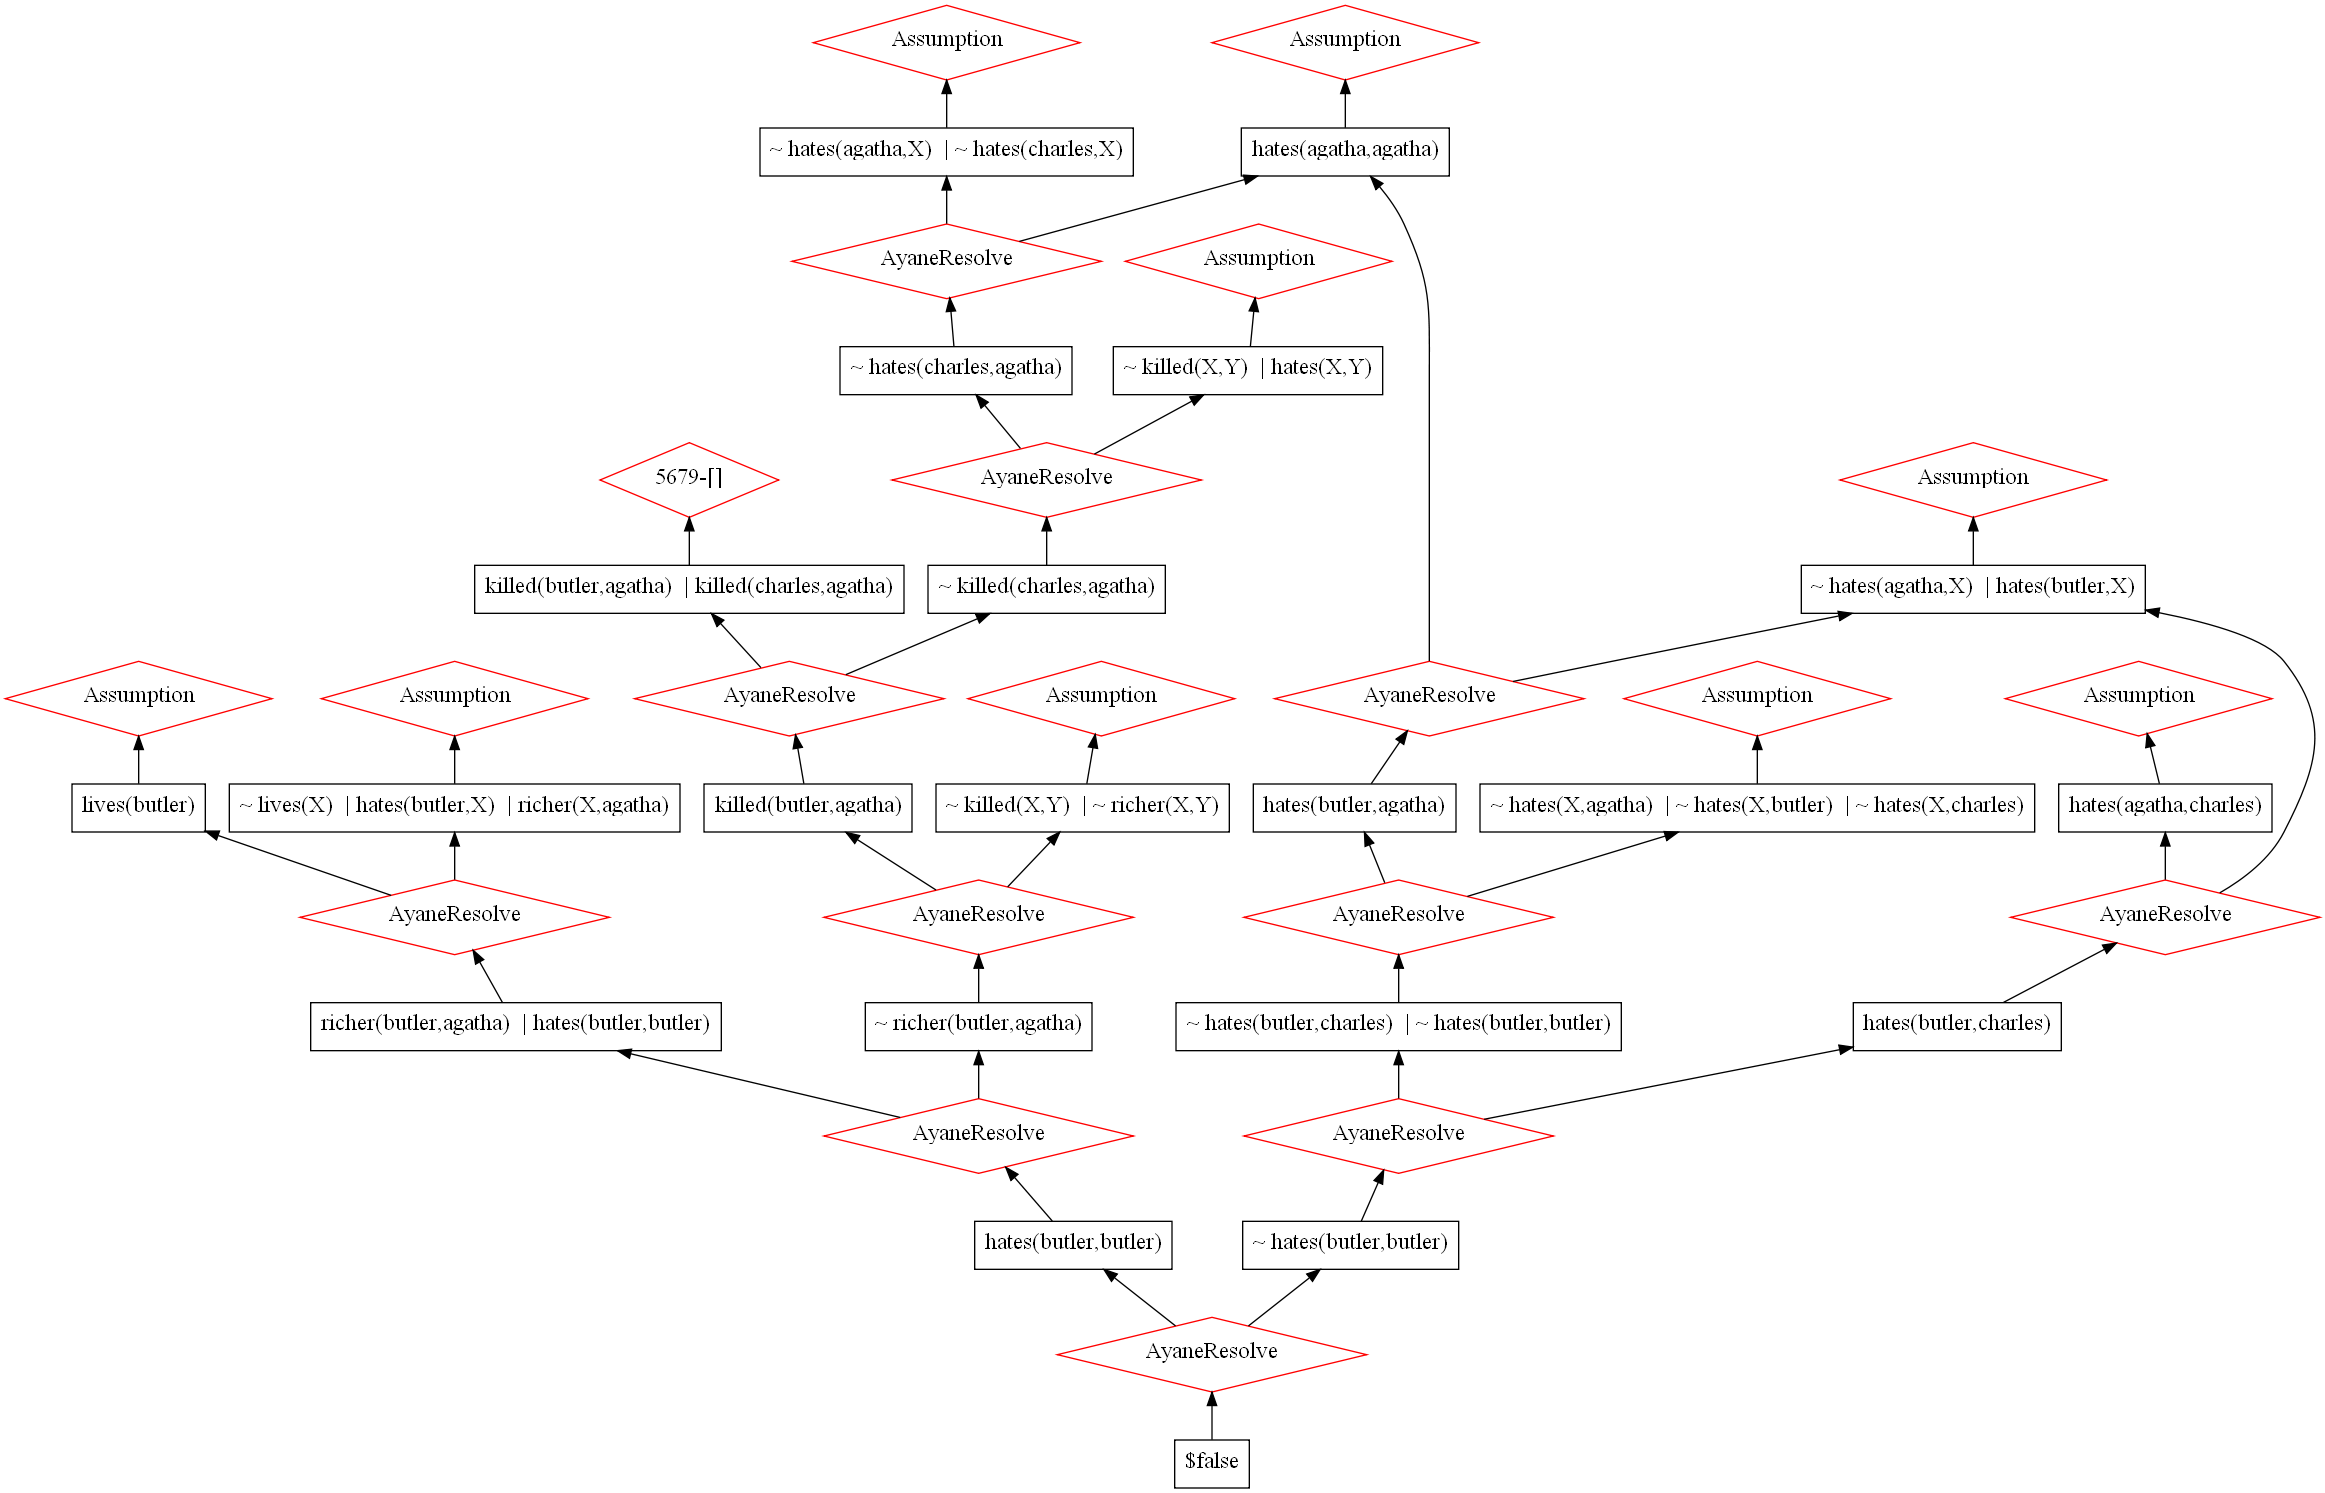 Assumption
Assumption
~ hates(agatha,X) | ~ hates(charles,X)
hates(agatha,agatha)
AyaneResolve
Assumption
~ hates(charles,agatha)
~ killed(X,Y) | hates(X,Y)
5679-[]
AyaneResolve
Assumption
killed(butler,agatha) | killed(charles,agatha)
~ killed(charles,agatha)
~ hates(agatha,X) | hates(butler,X)
Assumption
Assumption
AyaneResolve
Assumption
AyaneResolve
Assumption
Assumption
lives(butler)
~ lives(X) | hates(butler,X) | richer(X,agatha)
killed(butler,agatha)
~ killed(X,Y) | ~ richer(X,Y)
hates(butler,agatha)
~ hates(X,agatha) | ~ hates(X,butler) | ~ hates(X,charles)
hates(agatha,charles)
AyaneResolve
AyaneResolve
AyaneResolve
AyaneResolve
richer(butler,agatha) | hates(butler,butler)
~ richer(butler,agatha)
~ hates(butler,charles) | ~ hates(butler,butler)
hates(butler,charles)
AyaneResolve
AyaneResolve
hates(butler,butler)
~ hates(butler,butler)
AyaneResolve
$false